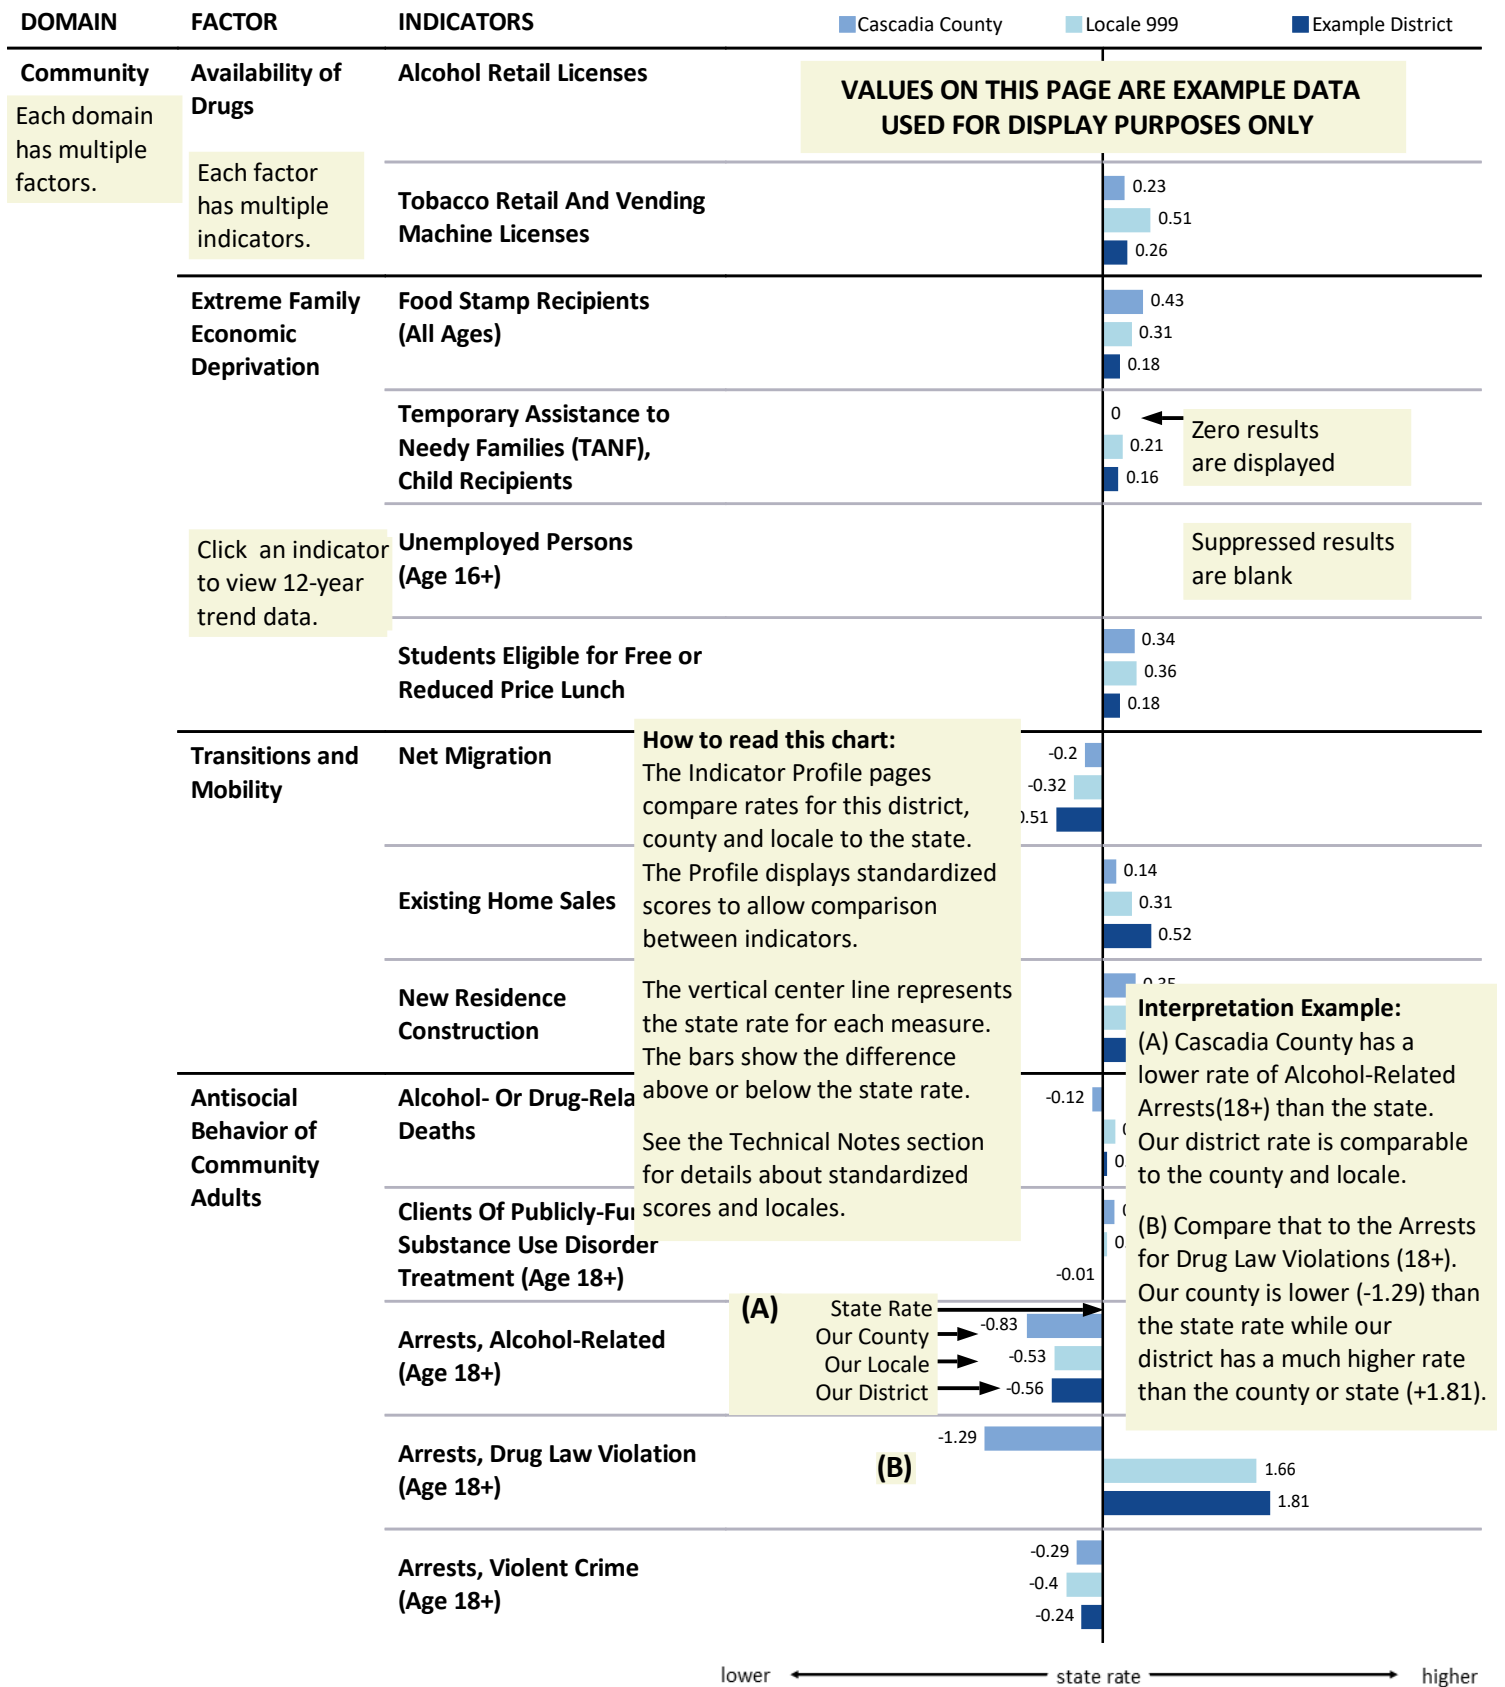 DOMAIN FACTOR INDICATORS Cascadia County Locale 999 Example District
Community
Each domain
has multiple
factors.
Availability of
Drugs
Each factor
has multiple
indicators.
Alcohol Retail Licenses
VALUES ON THIS PAGE ARE EXAMPLE DATA
USED FOR DISPLAY PURPOSES ONLY
Tobacco Retail And Vending
Machine Licenses
0.23
0.51
0.26
Extreme Family
Economic
Deprivation
Food Stamp Recipients
(All Ages)
0.43
0.31
0.18
Temporary Assistance to
Needy Families (TANF),
Child Recipients
0
0.21
0.16
Zero results
are displayed
Click an indicator
to view 12-year
trend data.
Unemployed Persons
(Age 16+)
Suppressed results
are blank
Students Eligible for Free or
Reduced Price Lunch
0.34
0.36
0.18
Transitions and
Mobility
Net Migration
-0.2
-0.32
.51
How to read this chart:
The Indicator Profile pages
compare rates for this district,
county and locale to the state.
The Profile displays standardized
scores to allow comparison
between indicators.
The vertical center line represents
the state rate for each measure.
The bars show the difference
above or below the state rate.
See the Technical Notes section
for details about standardized
scores and locales.
Existing Home Sales
0.14
0.31
0.52
New Residence
Construction
Interpretation Example:
(A) Cascadia County has a
lower rate of Alcohol-Related
Arrests(18+) than the state.
Our district rate is comparable
to the county and locale.
(B) Compare that to the Arrests
for Drug Law Violations (18+).
Our county is lower (-1.29) than
the state rate while our
district has a much higher rate
than the county or state (+1.81).
Antisocial
Behavior of
Community
Adults
Alcohol- Or Drug-Rela
Deaths
-0.12
Clients Of Publicly-Fu
Substance Use Disorder
Treatment (Age 18+)
-0.01
Arrests, Alcohol-Related
(Age 18+)
(A) State Rate
Our County -0.83
Our Locale -0.53
Our District -0.56
Arrests, Drug Law Violation
(Age 18+)
(B)
-1.29
1.66
1.81
Arrests, Violent Crime
(Age 18+)
-0.29
-0.4
-0.24
lower state rate higher